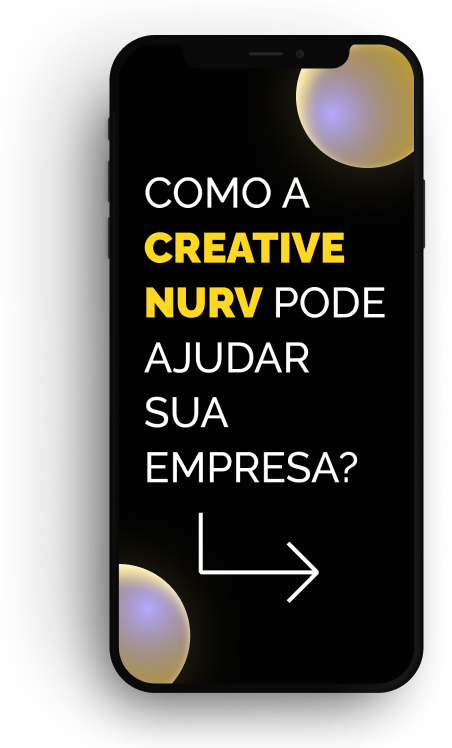 COMO A
CREATIVE
NURV PODE
AJUDAR
SUA
EMPRESA?